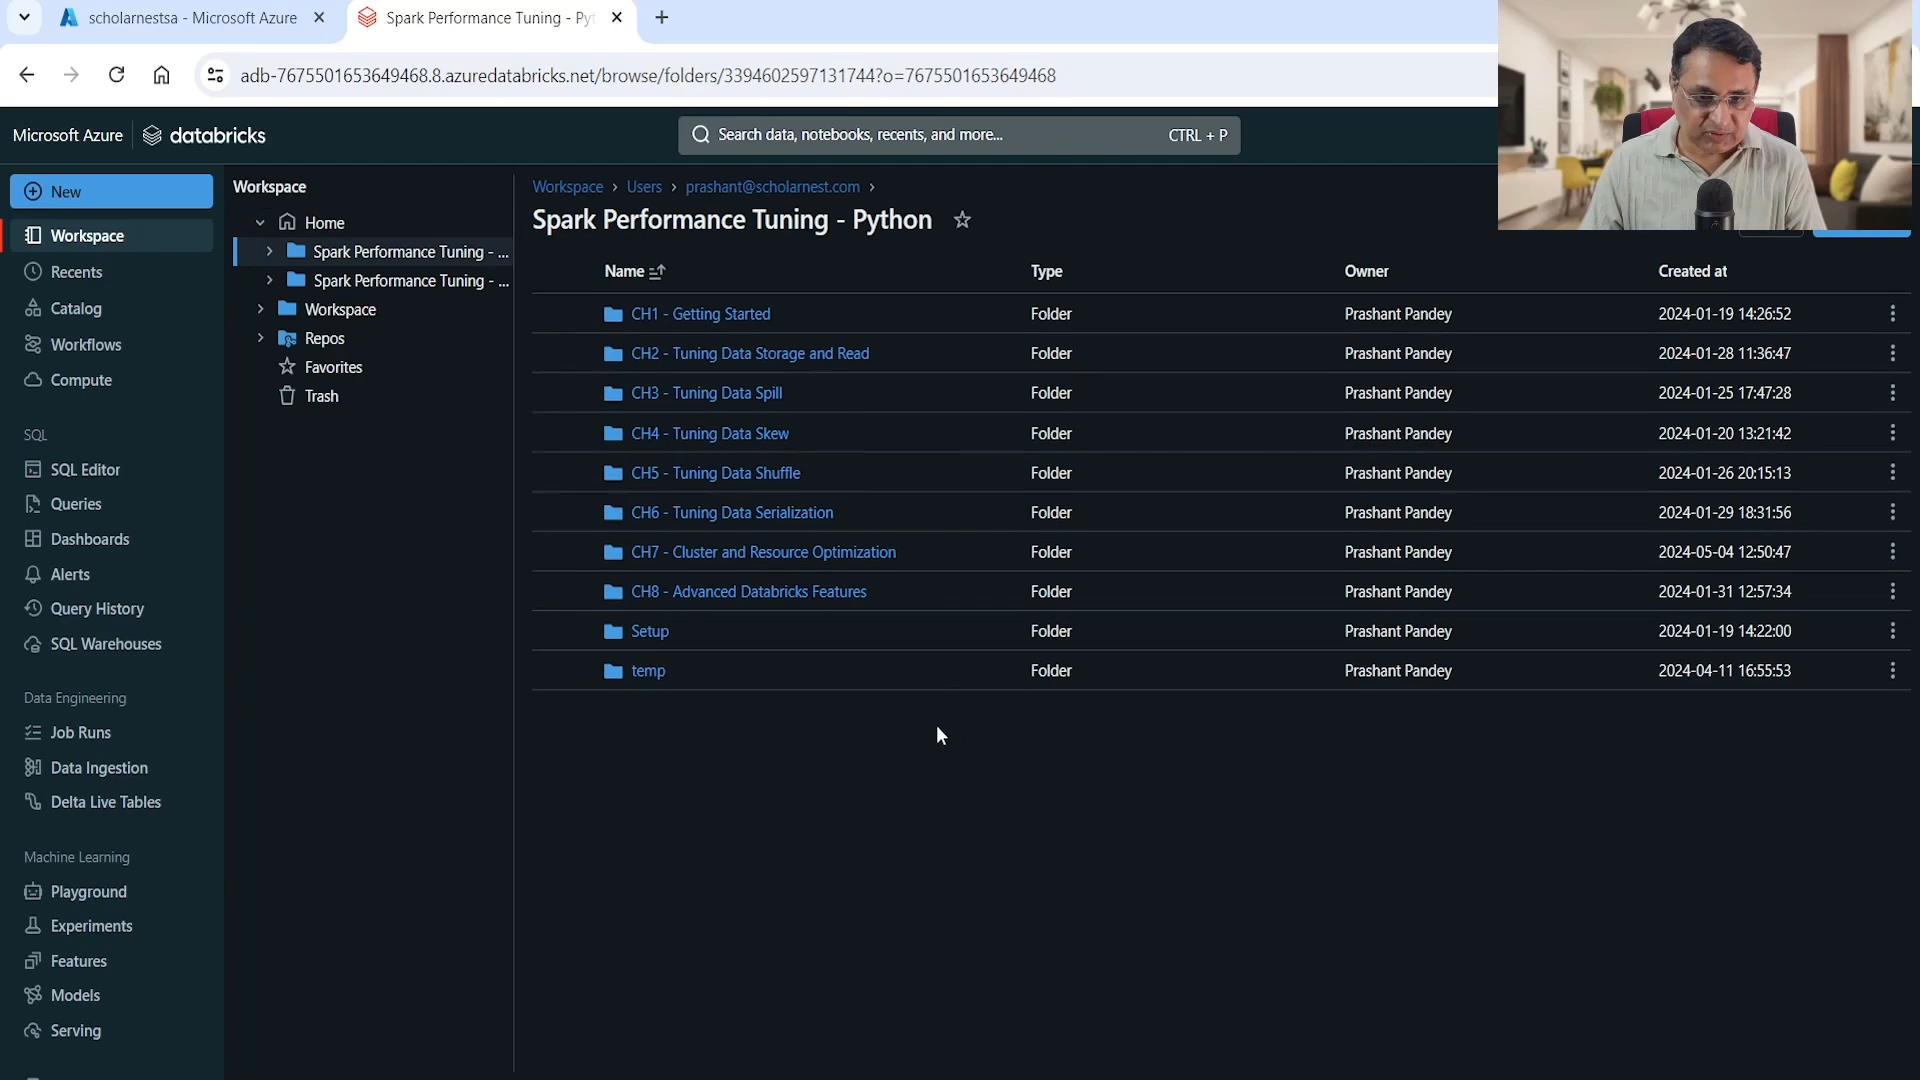 scholarnestsa - Microsoft Azure
Spark Performance Tuning - Pyt
adb-7675501653649468.8.azuredatabricks.net/browse/folders/3394602597131744?o=7675501653649468
Microsoft Azure
databricks
Search data, notebooks, recents, and more...
CTRL + P
New
Workspace
Recents
Catalog
Workflows
Compute
SQL
SQL Editor
Queries
Dashboards
Alerts
Query History
SQL Warehouses
Data Engineering
Job Runs
Data Ingestion
Delta Live Tables
Machine Learning
Playground
Experiments
Features
Models
Serving
Workspace
Home
Spark Performance Tuning - ...
Spark Performance Tuning - ...
Workspace
Repos
Favorites
Trash
Workspace > Users > prashant@scholarnest.com >
Spark Performance Tuning - Python
Name Type Owner Created at
CH1 - Getting Started Folder Prashant Pandey 2024-01-19 14:26:52
CH2 - Tuning Data Storage and Read Folder Prashant Pandey 2024-01-28 11:36:47
CH3 - Tuning Data Spill Folder Prashant Pandey 2024-01-25 17:47:28
CH4 - Tuning Data Skew Folder Prashant Pandey 2024-01-20 13:21:42
CH5 - Tuning Data Shuffle Folder Prashant Pandey 2024-01-26 20:15:13
CH6 - Tuning Data Serialization Folder Prashant Pandey 2024-01-29 18:31:56
CH7 - Cluster and Resource Optimization Folder Prashant Pandey 2024-05-04 12:50:47
CH8 - Advanced Databricks Features Folder Prashant Pandey 2024-01-31 12:57:34
Setup Folder Prashant Pandey 2024-01-19 14:22:00
temp Folder Prashant Pandey 2024-04-11 16:55:53